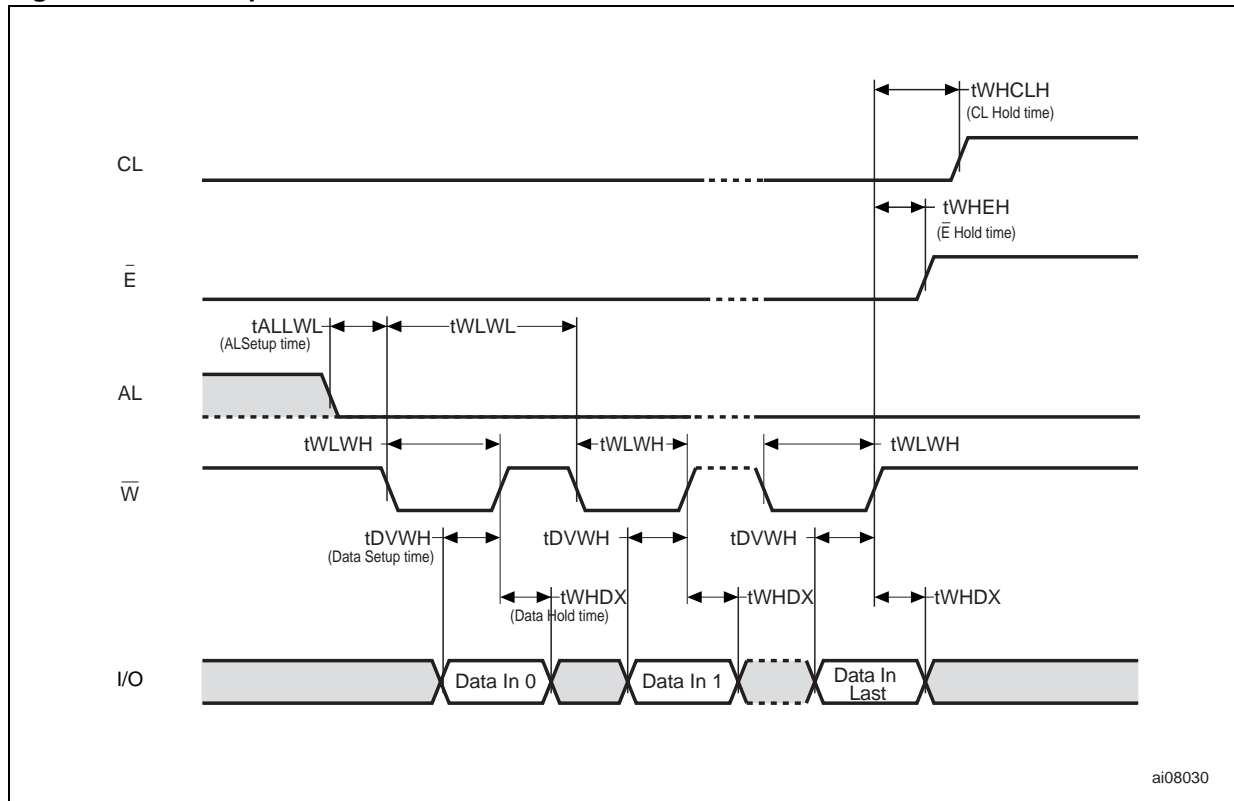 tWHCLH
(CL Hold time)
CL
tWHEH
(E̅ Hold time)
E̅
tALLWL
(ALSetup time)
tWLWL
AL
tWLWH
tWLWH
tWLWH
W̅
tDVWH
(Data Setup time)
tDVWH
tDVWH
tWHDX
(Data Hold time)
tWHDX
tWHDX
I/O
Data In 0
Data In 1
Data In
Last
ai08030